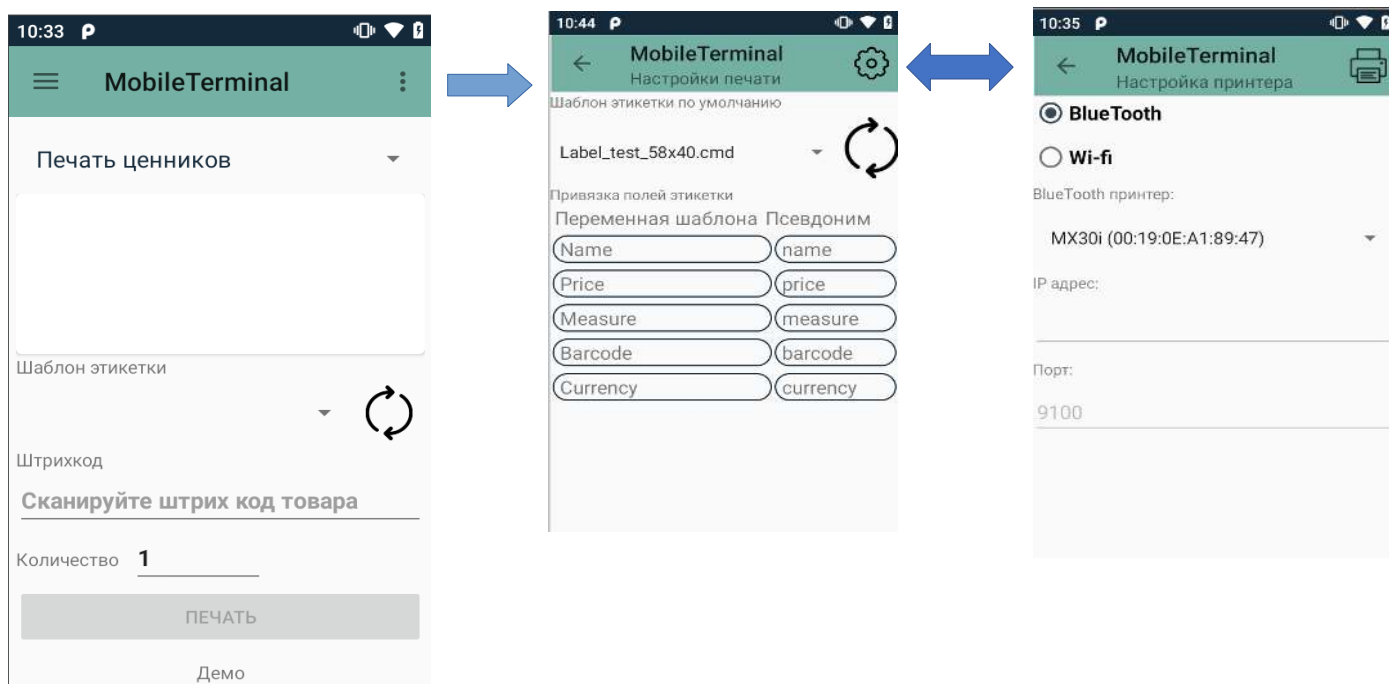 10:33
MobileTerminal
Печать ценников
Шаблон этикетки
Штрихкод
Сканируйте штрих код товара
Количество 1
ПЕЧАТЬ
Демо
10:44
MobileTerminal
Настройки печати
Шаблон этикетки по умолчанию
Label_test_58x40.cmd
Привязка полей этикетки
Переменная шаблона Псевдоним
Name name
Price price
Measure measure
Barcode barcode
Currency currency
10:35
MobileTerminal
Настройка принтера
BlueTooth
Wi-fi
BlueTooth принтер:
MX30i (00:19:0E:A1:89:47)
IP адрес:
Порт:
9100